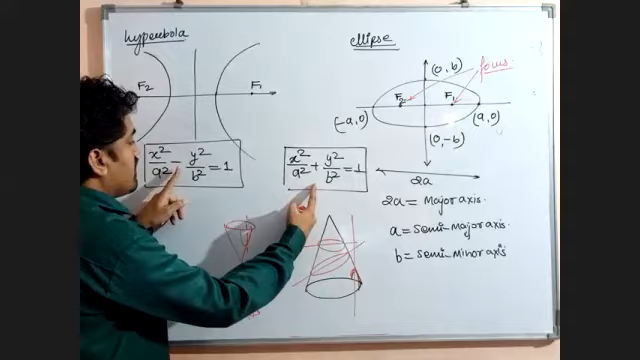 hyperbola
F2
F1
x²/a² − y²/b² = 1
ellipse
(0, b)
focus
F2
F1
(-a, 0)
(a, 0)
(0, -b)
x²/a² + y²/b² = 1
2a
2a = Major axis.
a = semi-major axis.
b = semi-minor axis